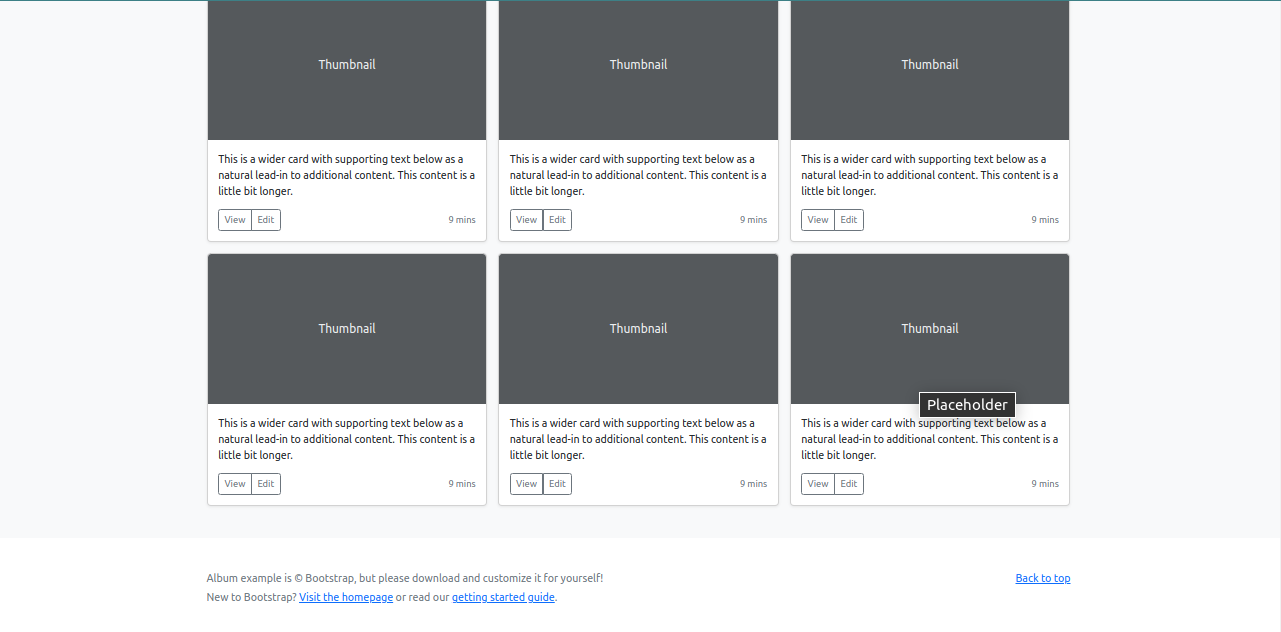 Thumbnail
Thumbnail
Thumbnail
This is a wider card with supporting text below as a
natural lead-in to additional content. This content is a
little bit longer.
View Edit 9 mins
This is a wider card with supporting text below as a
natural lead-in to additional content. This content is a
little bit longer.
View Edit 9 mins
This is a wider card with supporting text below as a
natural lead-in to additional content. This content is a
little bit longer.
View Edit 9 mins
Thumbnail
Thumbnail
Thumbnail
Placeholder
This is a wider card with supporting text below as a
natural lead-in to additional content. This content is a
little bit longer.
View Edit 9 mins
This is a wider card with supporting text below as a
natural lead-in to additional content. This content is a
little bit longer.
View Edit 9 mins
This is a wider card with supporting text below as a
natural lead-in to additional content. This content is a
little bit longer.
View Edit 9 mins
Album example is © Bootstrap, but please download and customize it for yourself!
New to Bootstrap? Visit the homepage or read our getting started guide.
Back to top